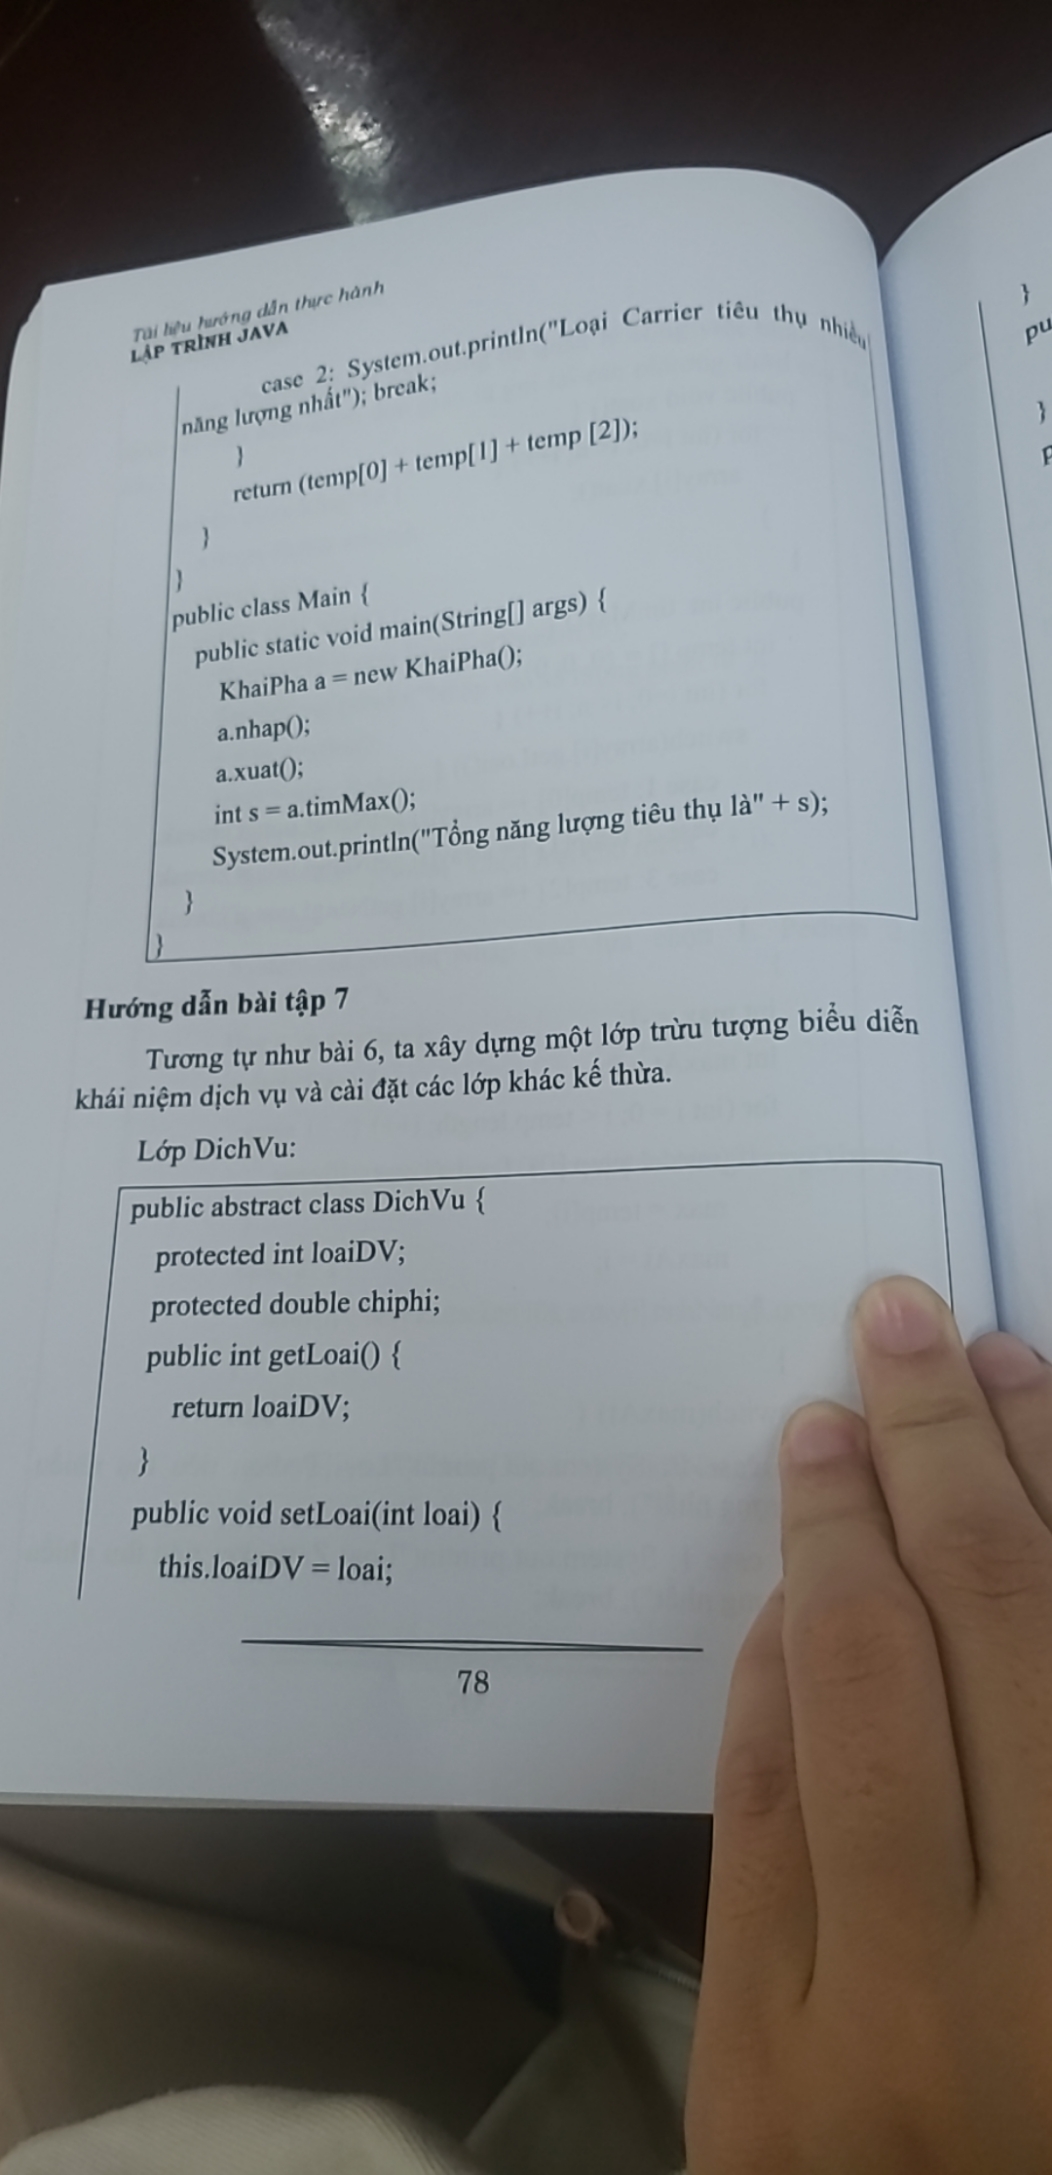 Tài liệu hướng dẫn thực hành
LẬP TRÌNH JAVA
case 2: System.out.println("Loại Carrier tiêu thụ nhiều
năng lượng nhất"); break;
}
return (temp[0] + temp[1] + temp [2]);
}
}
public class Main {
public static void main(String[] args) {
KhaiPha a = new KhaiPha();
a.nhap();
a.xuat();
int s = a.timMax();
System.out.println("Tổng năng lượng tiêu thụ là" + s);
}
}
Hướng dẫn bài tập 7
Tương tự như bài 6, ta xây dựng một lớp trừu tượng biểu diễn
khái niệm dịch vụ và cài đặt các lớp khác kế thừa.
Lớp DichVu:
public abstract class DichVu {
protected int loaiDV;
protected double chiphi;
public int getLoai() {
return loaiDV;
}
public void setLoai(int loai) {
this.loaiDV = loai;
78
}
pu
}